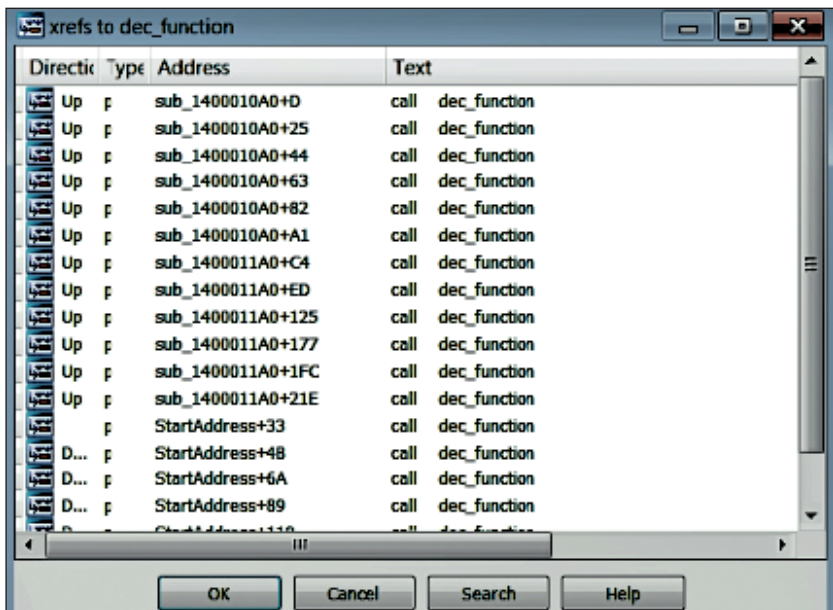 xrefs to dec_function
Directic Type Address Text
Up p sub_1400010A0+D call dec_function
Up p sub_1400010A0+25 call dec_function
Up p sub_1400010A0+44 call dec_function
Up p sub_1400010A0+63 call dec_function
Up p sub_1400010A0+82 call dec_function
Up p sub_1400010A0+A1 call dec_function
Up p sub_1400011A0+C4 call dec_function
Up p sub_1400011A0+ED call dec_function
Up p sub_1400011A0+125 call dec_function
Up p sub_1400011A0+177 call dec_function
Up p sub_1400011A0+1FC call dec_function
Up p sub_1400011A0+21E call dec_function
p StartAddress+33 call dec_function
D... p StartAddress+4B call dec_function
D... p StartAddress+6A call dec_function
D... p StartAddress+89 call dec_function
OK Cancel Search Help